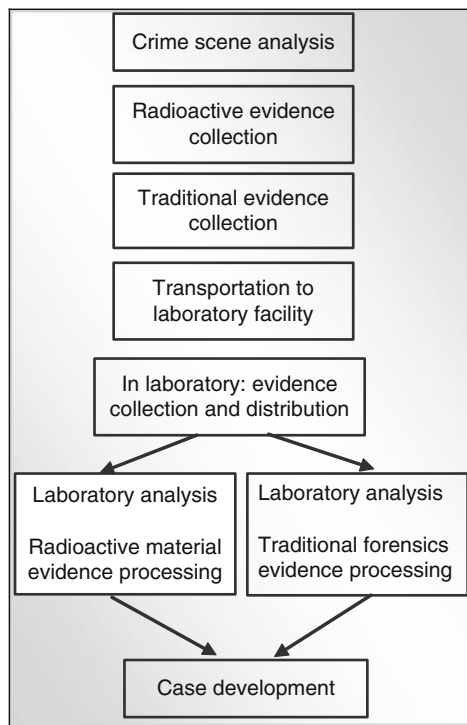 Crime scene analysis
Radioactive evidence
collection
Traditional evidence
collection
Transportation to
laboratory facility
In laboratory: evidence
collection and distribution
Laboratory analysis
Radioactive material
evidence processing
Laboratory analysis
Traditional forensics
evidence processing
Case development